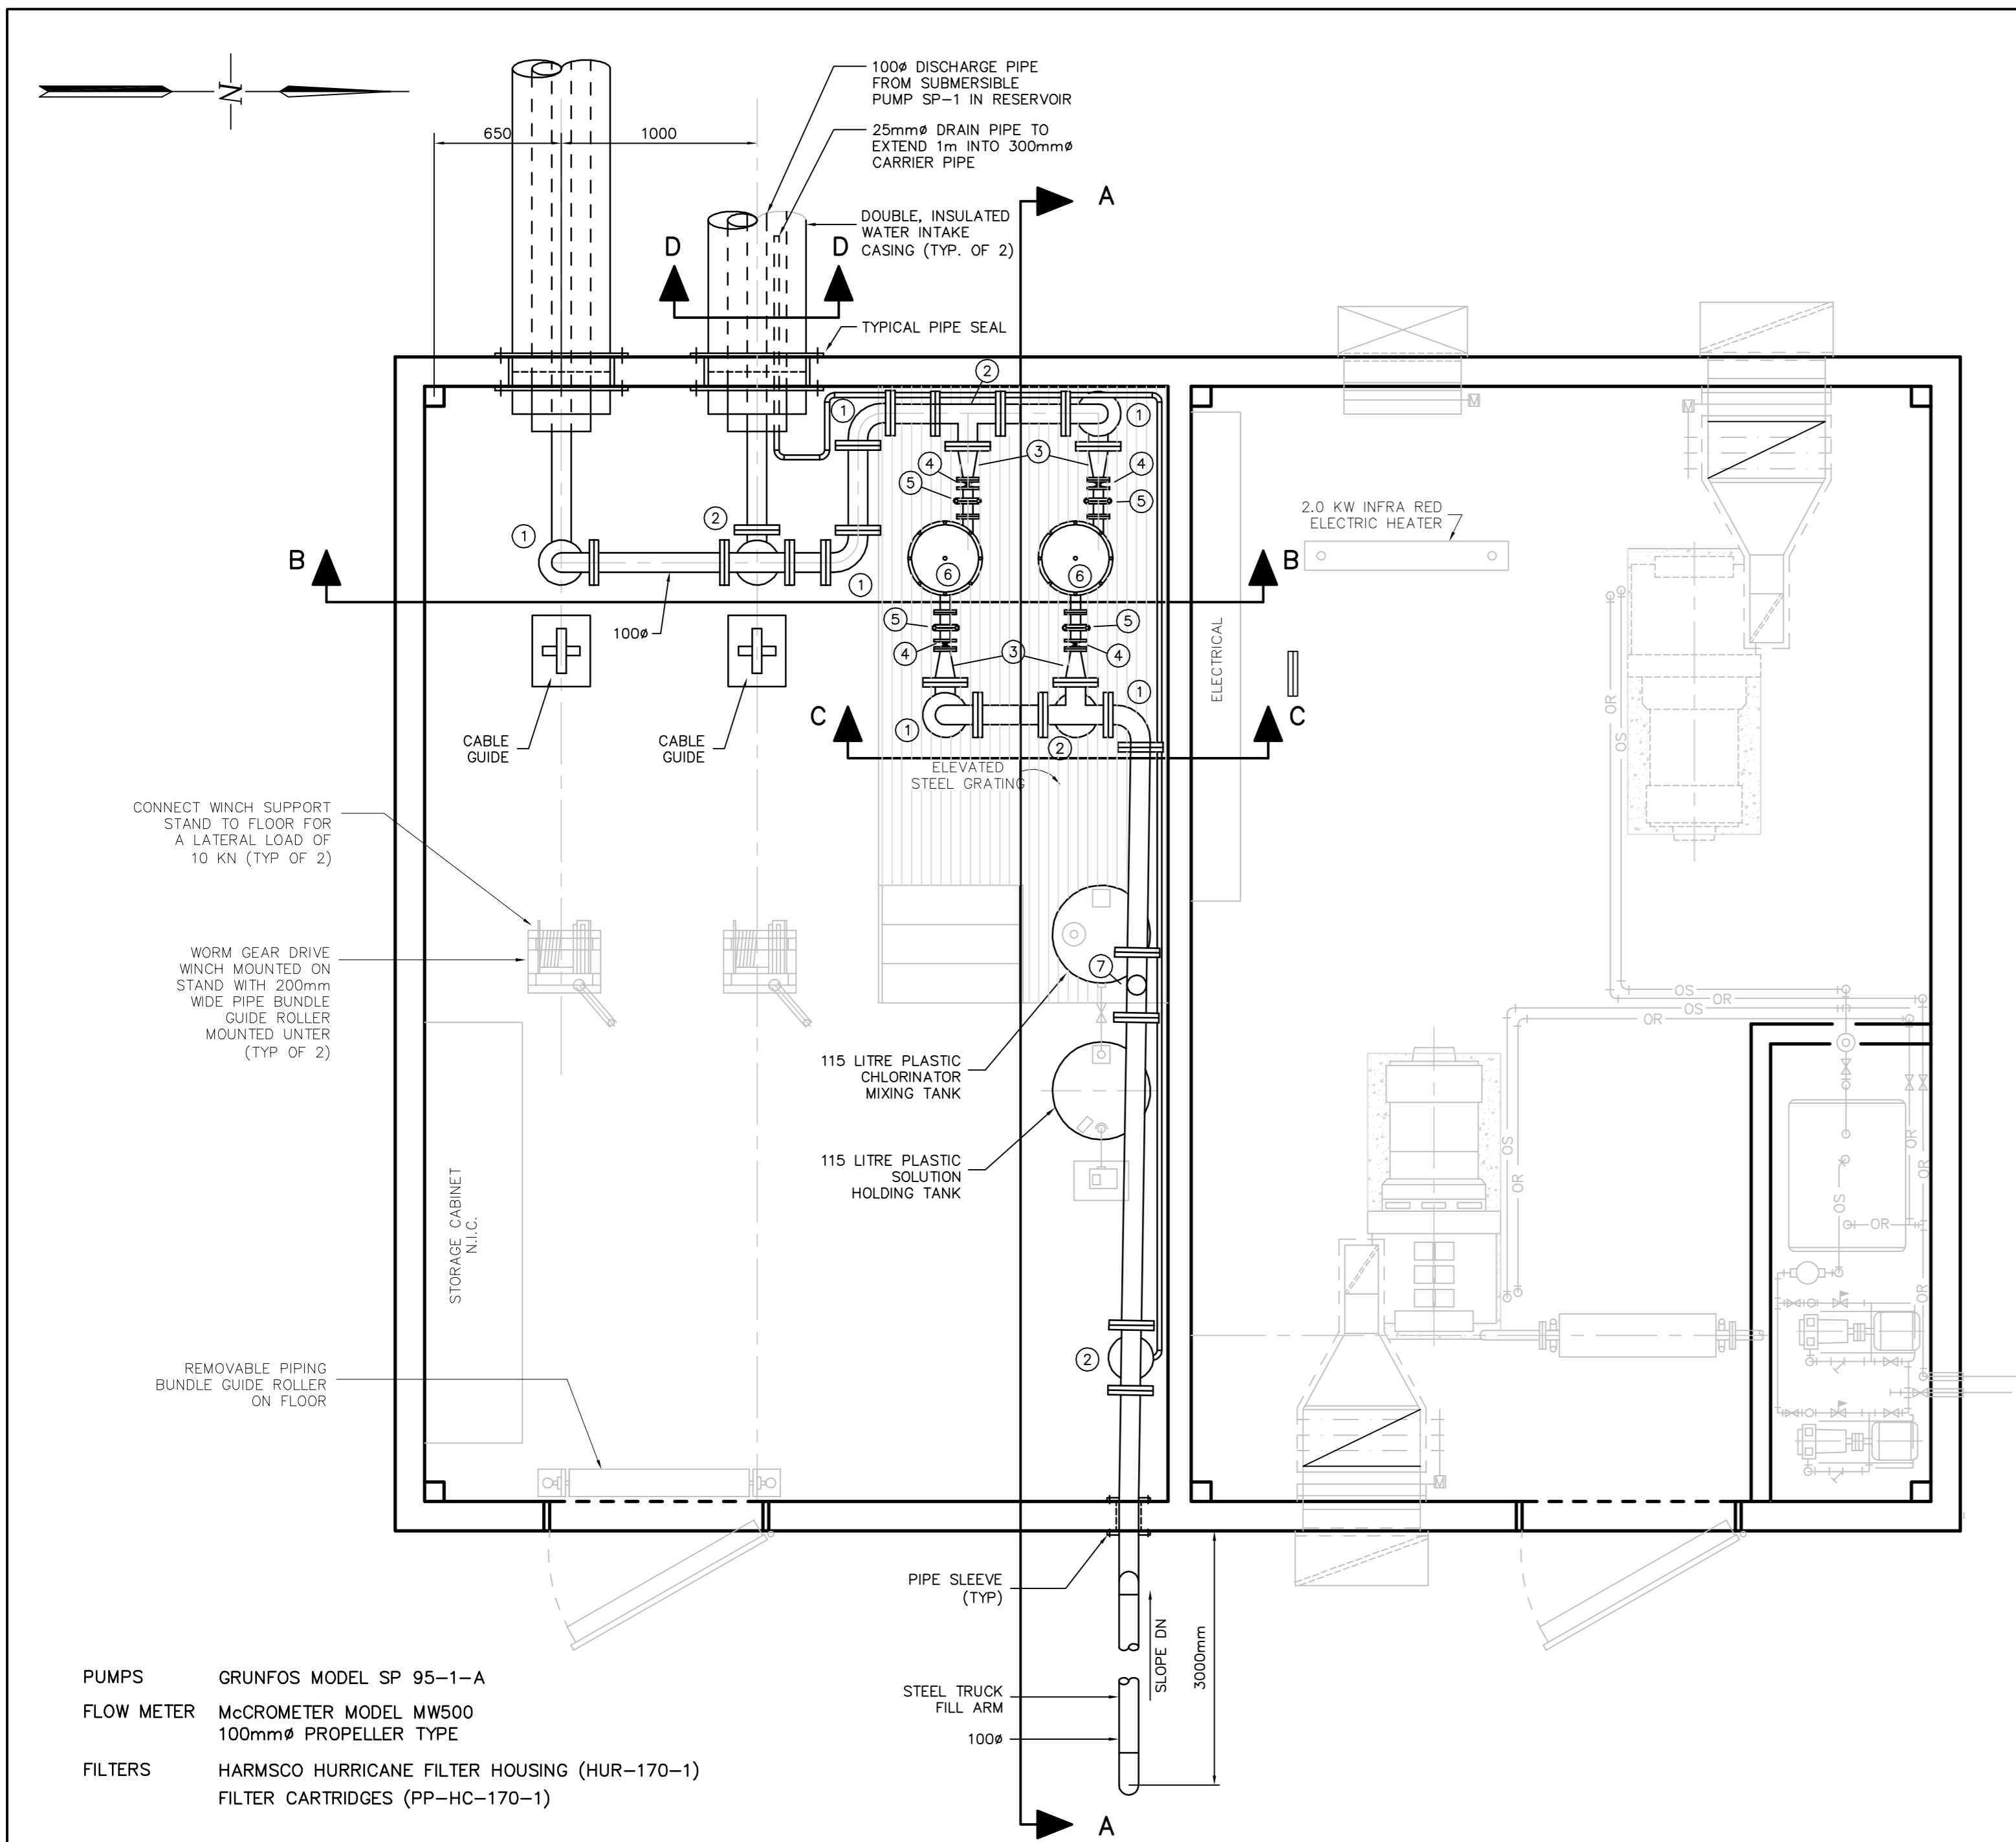 N
650
1000
100ø DISCHARGE PIPE
FROM SUBMERSIBLE
PUMP SP-1 IN RESERVOIR
25mmø DRAIN PIPE TO
EXTEND 1m INTO 300mmø
CARRIER PIPE
A
DOUBLE, INSULATED
WATER INTAKE
CASING (TYP. OF 2)
D
D
TYPICAL PIPE SEAL
2
1
1
3
4
4
5
5
2
1
2.0 KW INFRA RED
ELECTRIC HEATER
M
M
B
B
6
6
1
5
5
100ø
4
3
4
ELECTRICAL
1
C
C
1
2
CABLE
GUIDE
CABLE
GUIDE
ELEVATED
STEEL GRATING
OR
OS
CONNECT WINCH SUPPORT
STAND TO FLOOR FOR
A LATERAL LOAD OF
10 KN (TYP OF 2)
WORM GEAR DRIVE
WINCH MOUNTED ON
STAND WITH 200mm
WIDE PIPE BUNDLE
GUIDE ROLLER
MOUNTED UNTER
(TYP OF 2)
7
OS
OR
OS
OR
115 LITRE PLASTIC
CHLORINATOR
MIXING TANK
115 LITRE PLASTIC
SOLUTION
HOLDING TANK
OS
OR
OR
OR
OS
OR
OR
STORAGE CABINET
N.I.C.
2
REMOVABLE PIPING
BUNDLE GUIDE ROLLER
ON FLOOR
M
PIPE SLEEVE
(TYP)
SLOPE DN
3000mm
STEEL TRUCK
FILL ARM
100ø
A
PUMPS GRUNFOS MODEL SP 95-1-A
FLOW METER McCROMETER MODEL MW500
100mmø PROPELLER TYPE
FILTERS HARMSCO HURRICANE FILTER HOUSING (HUR-170-1)
FILTER CARTRIDGES (PP-HC-170-1)